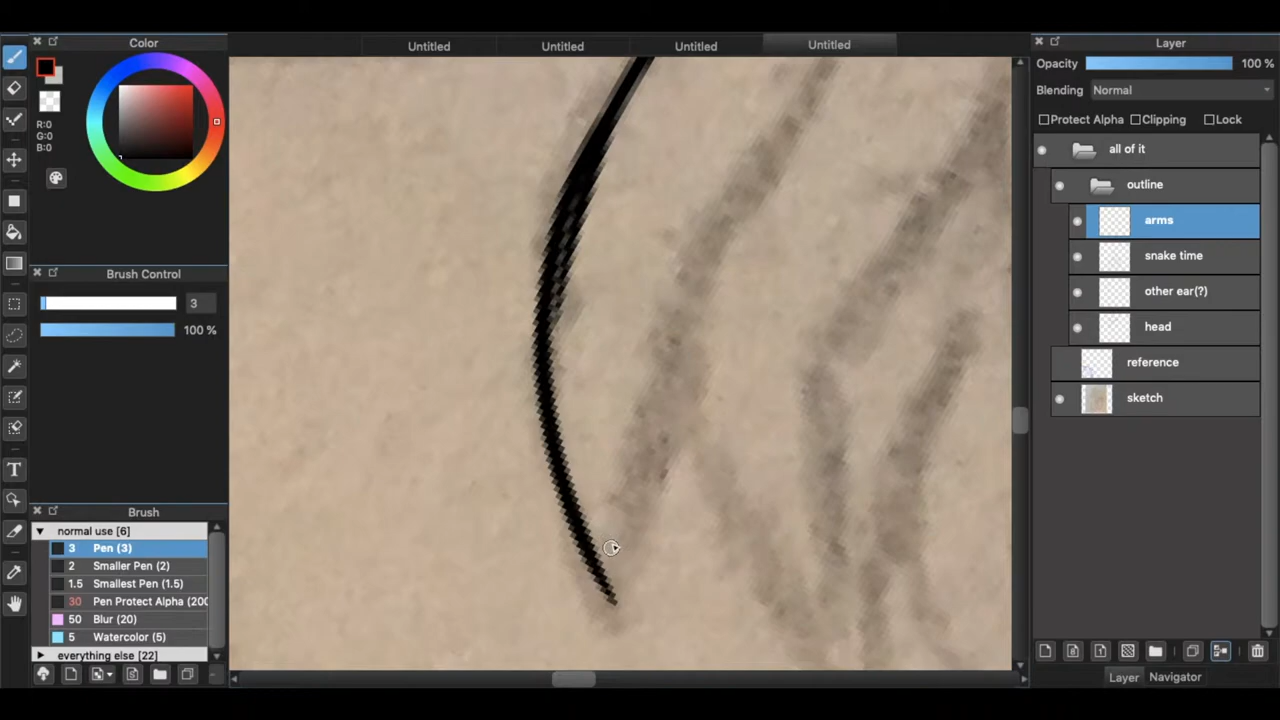 Color
R:0
G:0
B:0
Brush Control
3
100 %
Brush
normal use [6]
3 Pen (3)
2 Smaller Pen (2)
1.5 Smallest Pen (1.5)
30 Pen Protect Alpha (200
50 Blur (20)
5 Watercolor (5)
everything else [22]
Untitled Untitled Untitled Untitled
Layer
Opacity 100 %
Blending Normal
Protect Alpha Clipping Lock
all of it
outline
arms
snake time
other ear(?)
head
reference
sketch
Layer Navigator